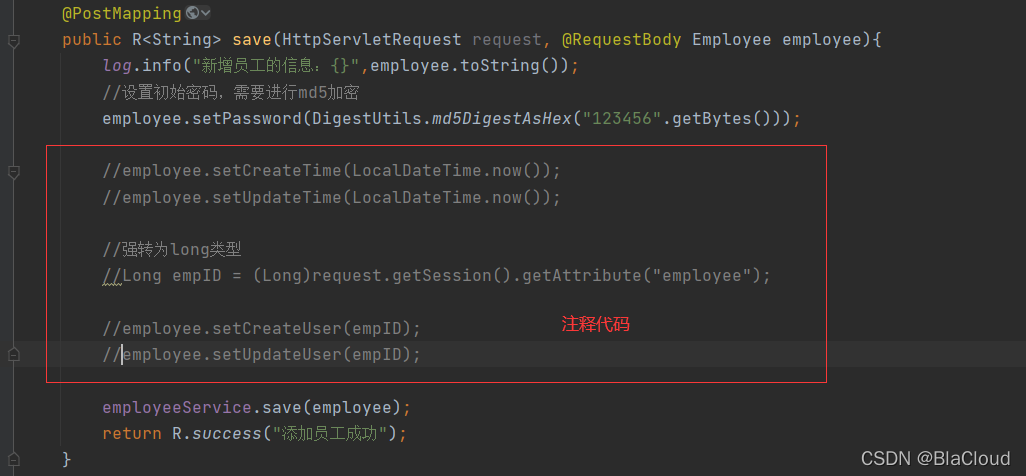 @PostMapping
public R<String> save(HttpServletRequest request, @RequestBody Employee employee){
log.info("新增员工的信息: {}",employee.toString());
//设置初始密码，需要进行md5加密
employee.setPassword(DigestUtils.md5DigestAsHex("123456".getBytes()));
//employee.setCreateTime(LocalDateTime.now());
//employee.setUpdateTime(LocalDateTime.now());
//强转为long类型
//Long empID = (Long)request.getSession().getAttribute("employee");
//employee.setCreateUser(empID);
注释代码
//employee.setUpdateUser(empID);
employeeService.save(employee);
return R.success("添加员工成功");
}
CSDN @BlaCloud